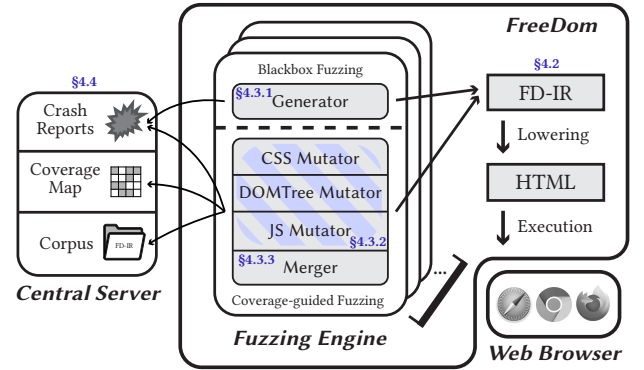 FreeDom
§4.4
Crash
Reports
Coverage
Map
Corpus
FD-IR
Central Server
Blackbox Fuzzing
§4.3.1
Generator
CSS Mutator
DOMTree Mutator
JS Mutator
§4.3.2
§4.3.3
Merger
Coverage-guided Fuzzing
...
Fuzzing Engine
§4.2
FD-IR
Lowering
HTML
Execution
Web Browser